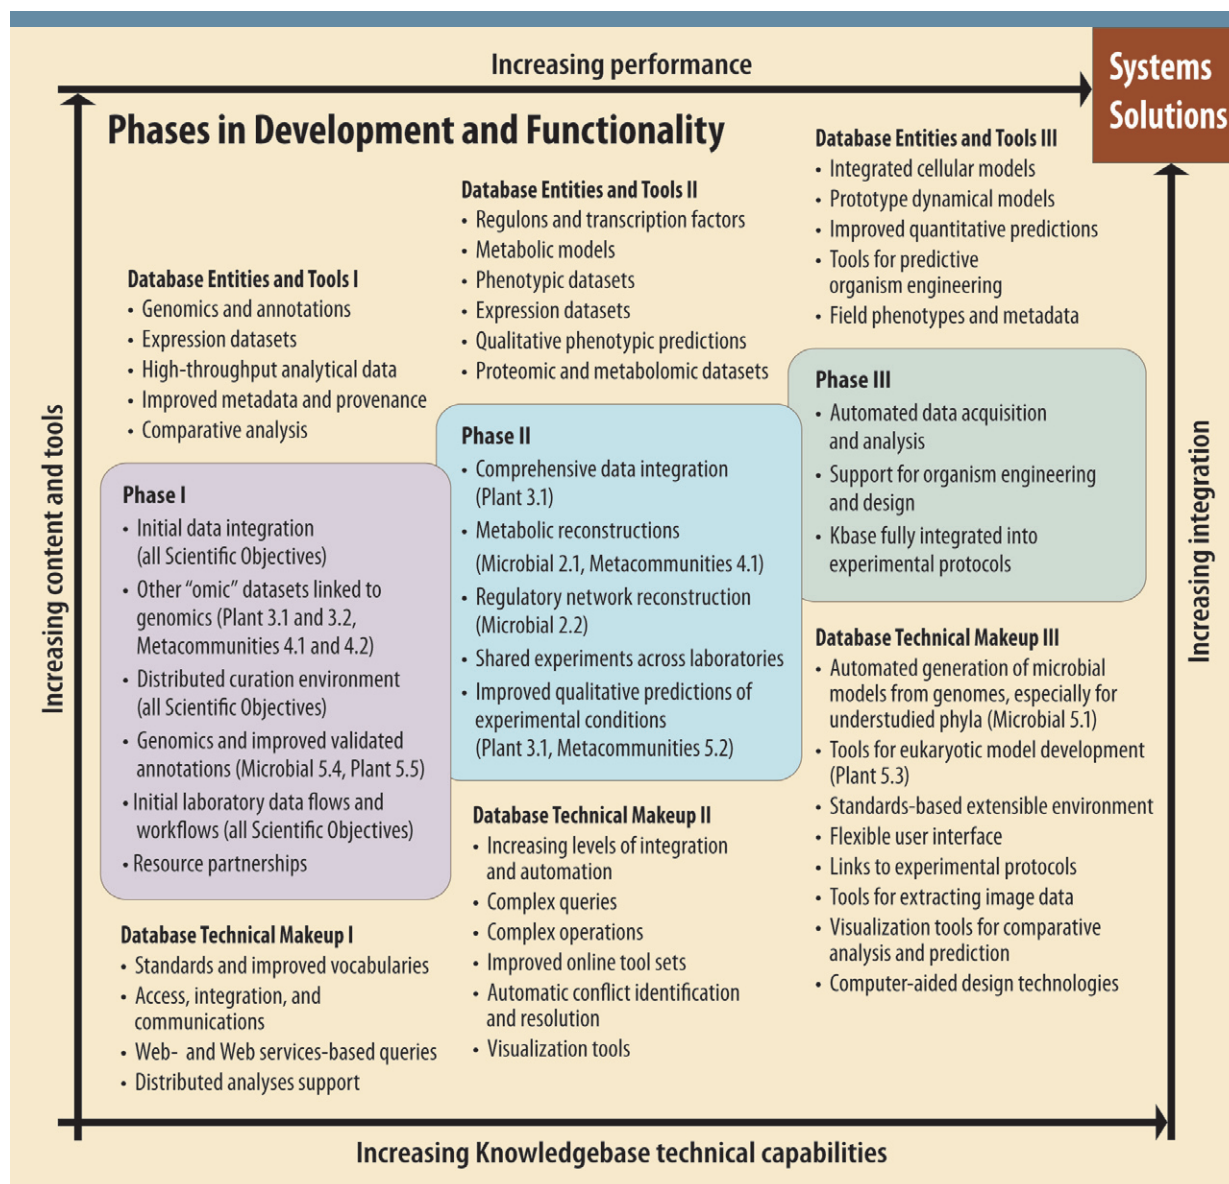 Increasing performance
Systems
Solutions
Phases in Development and Functionality
Increasing content and tools
Database Entities and Tools I
• Genomics and annotations
• Expression datasets
• High-throughput analytical data
• Improved metadata and provenance
• Comparative analysis
Phase I
• Initial data integration
(all Scientific Objectives)
• Other “omic” datasets linked to
genomics (Plant 3.1 and 3.2,
Metacommunities 4.1 and 4.2)
• Distributed curation environment
(all Scientific Objectives)
• Genomics and improved validated
annotations (Microbial 5.4, Plant 5.5)
• Initial laboratory data flows and
workflows (all Scientific Objectives)
• Resource partnerships
Database Technical Makeup I
• Standards and improved vocabularies
• Access, integration, and
communications
• Web- and Web services-based queries
• Distributed analyses support
Database Entities and Tools II
• Regulons and transcription factors
• Metabolic models
• Phenotypic datasets
• Expression datasets
• Qualitative phenotypic predictions
• Proteomic and metabolomic datasets
Phase II
• Comprehensive data integration
(Plant 3.1)
• Metabolic reconstructions
(Microbial 2.1, Metacommunities 4.1)
• Regulatory network reconstruction
(Microbial 2.2)
• Shared experiments across laboratories
• Improved qualitative predictions of
experimental conditions
(Plant 3.1, Metacommunities 5.2)
Database Technical Makeup II
• Increasing levels of integration
and automation
• Complex queries
• Complex operations
• Improved online tool sets
• Automatic conflict identification
and resolution
• Visualization tools
Database Entities and Tools III
• Integrated cellular models
• Prototype dynamical models
• Improved quantitative predictions
• Tools for predictive
organism engineering
• Field phenotypes and metadata
Phase III
• Automated data acquisition
and analysis
• Support for organism engineering
and design
• Kbase fully integrated into
experimental protocols
Database Technical Makeup III
• Automated generation of microbial
models from genomes, especially for
understudied phyla (Microbial 5.1)
• Tools for eukaryotic model development
(Plant 5.3)
• Standards-based extensible environment
• Flexible user interface
• Links to experimental protocols
• Tools for extracting image data
• Visualization tools for comparative
analysis and prediction
• Computer-aided design technologies
Increasing integration
Increasing Knowledgebase technical capabilities